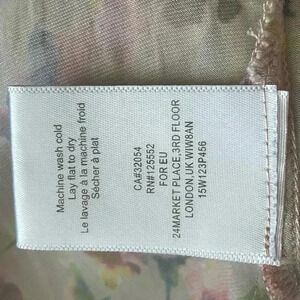 Machine wash cold
Lay flat to dry
Le lavage à la machine froid
Sécher à plat
CA#32054
RN#125552
FOR EU
24MARKET PLACE,3RD FLOOR
LONDON,UK WIW8AN
15W123P456